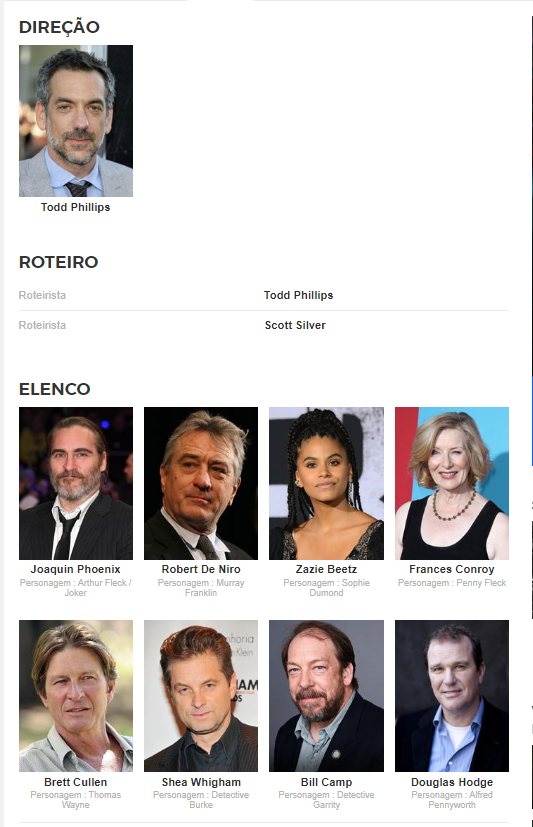 DIREÇÃO
Todd Phillips
ROTEIRO
Roteirista Todd Phillips
Roteirista Scott Silver
ELENCO
Joaquin Phoenix Robert De Niro Zazie Beetz Frances Conroy
Personagem : Arthur Fleck / Personagem : Murray Personagem : Sophie Personagem : Penny Fleck
Joker Franklin Dumond
Brett Cullen Shea Whigham Bill Camp Douglas Hodge
Personagem : Thomas Personagem : Detective Personagem : Detective Personagem : Alfred
Wayne Burke Garrity Pennyworth